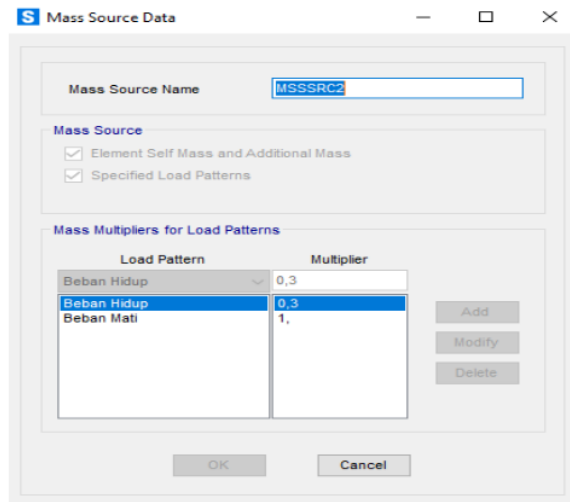 S Mass Source Data
Mass Source Name MSSSRC2
Mass Source
Element Self Mass and Additional Mass
Specified Load Patterns
Mass Multipliers for Load Patterns
Load Pattern Multiplier
Beban Hidup 0,3
Beban Hidup 0,3
Beban Mati 1,
Add
Modify
Delete
OK Cancel